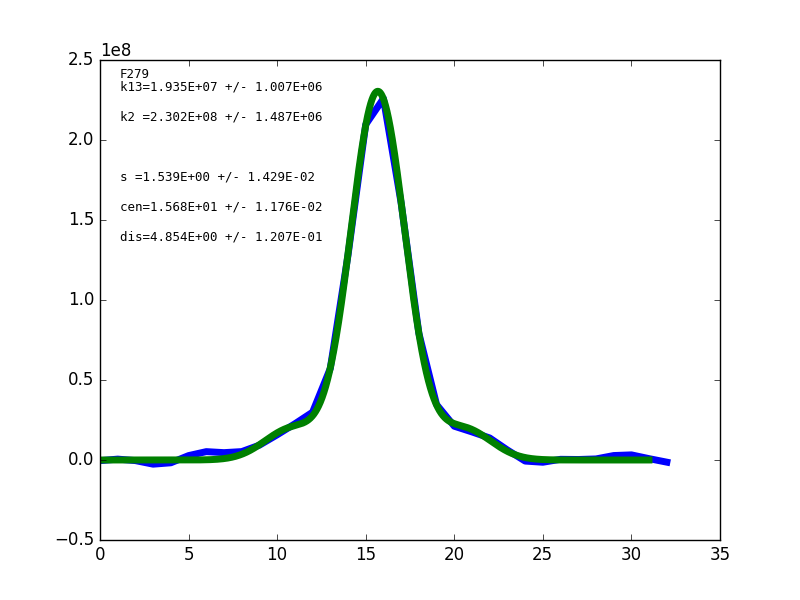 1e8
2.5
F279
k13=1.935E+07 +/- 1.007E+06
k2 =2.302E+08 +/- 1.487E+06
2.0
s =1.539E+00 +/- 1.429E-02
cen=1.568E+01 +/- 1.176E-02
1.5
dis=4.854E+00 +/- 1.207E-01
1.0
0.5
0.0
−0.5
0 5 10 15 20 25 30 35